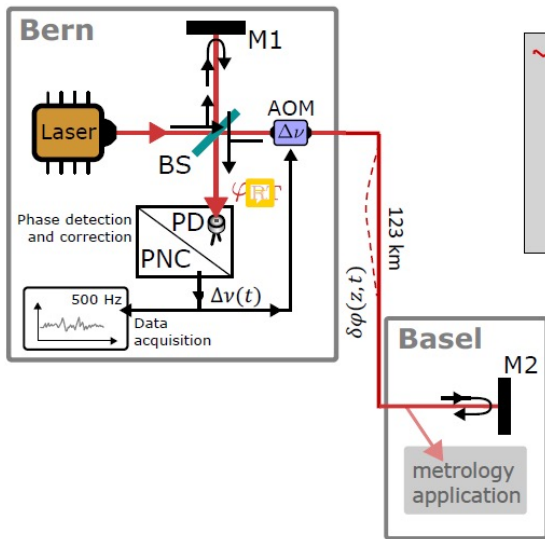 Bern
M1
Laser
AOM
Δν
BS
φRT
Phase detection
and correction
PD
PNC
123 km
δφ(z,t)
500 Hz
Δν(t)
Data
acquisition
Basel
M2
metrology
application